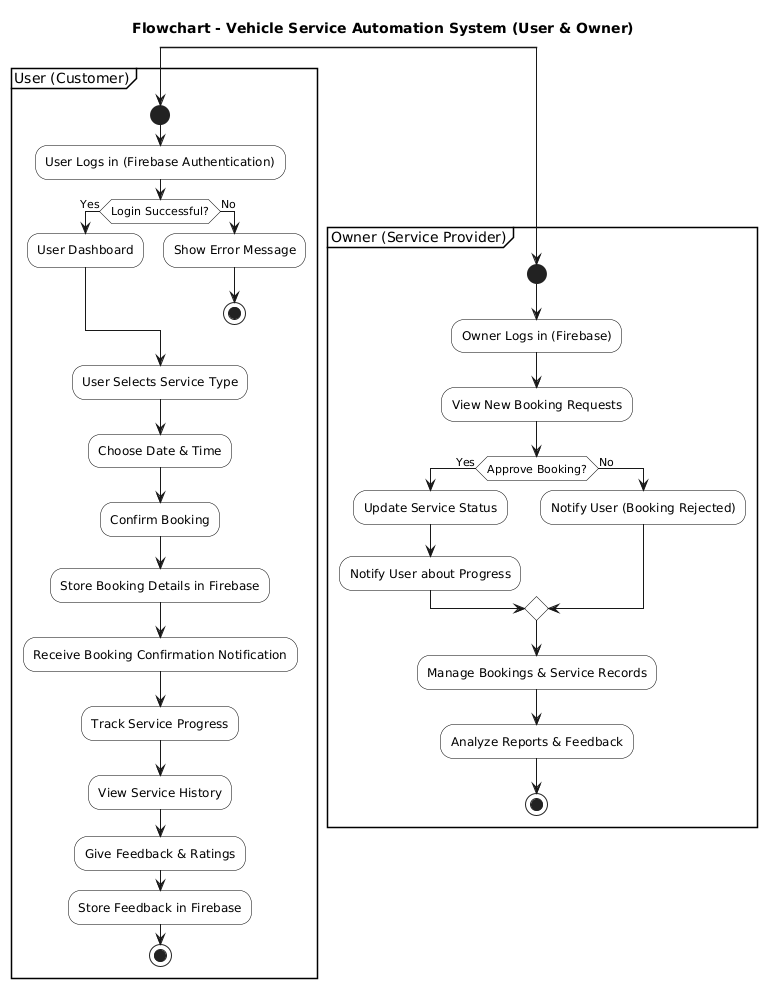 Flowchart - Vehicle Service Automation System (User & Owner)
User (Customer)
User Logs in (Firebase Authentication)
Login Successful?
Yes
No
User Dashboard
Show Error Message
User Selects Service Type
Choose Date & Time
Confirm Booking
Store Booking Details in Firebase
Receive Booking Confirmation Notification
Track Service Progress
View Service History
Give Feedback & Ratings
Store Feedback in Firebase
Owner (Service Provider)
Owner Logs in (Firebase)
View New Booking Requests
Approve Booking?
Yes
No
Update Service Status
Notify User (Booking Rejected)
Notify User about Progress
Manage Bookings & Service Records
Analyze Reports & Feedback